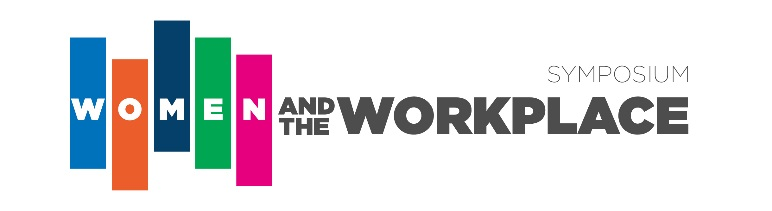 SYMPOSIUM
WOMEN AND THE WORKPLACE